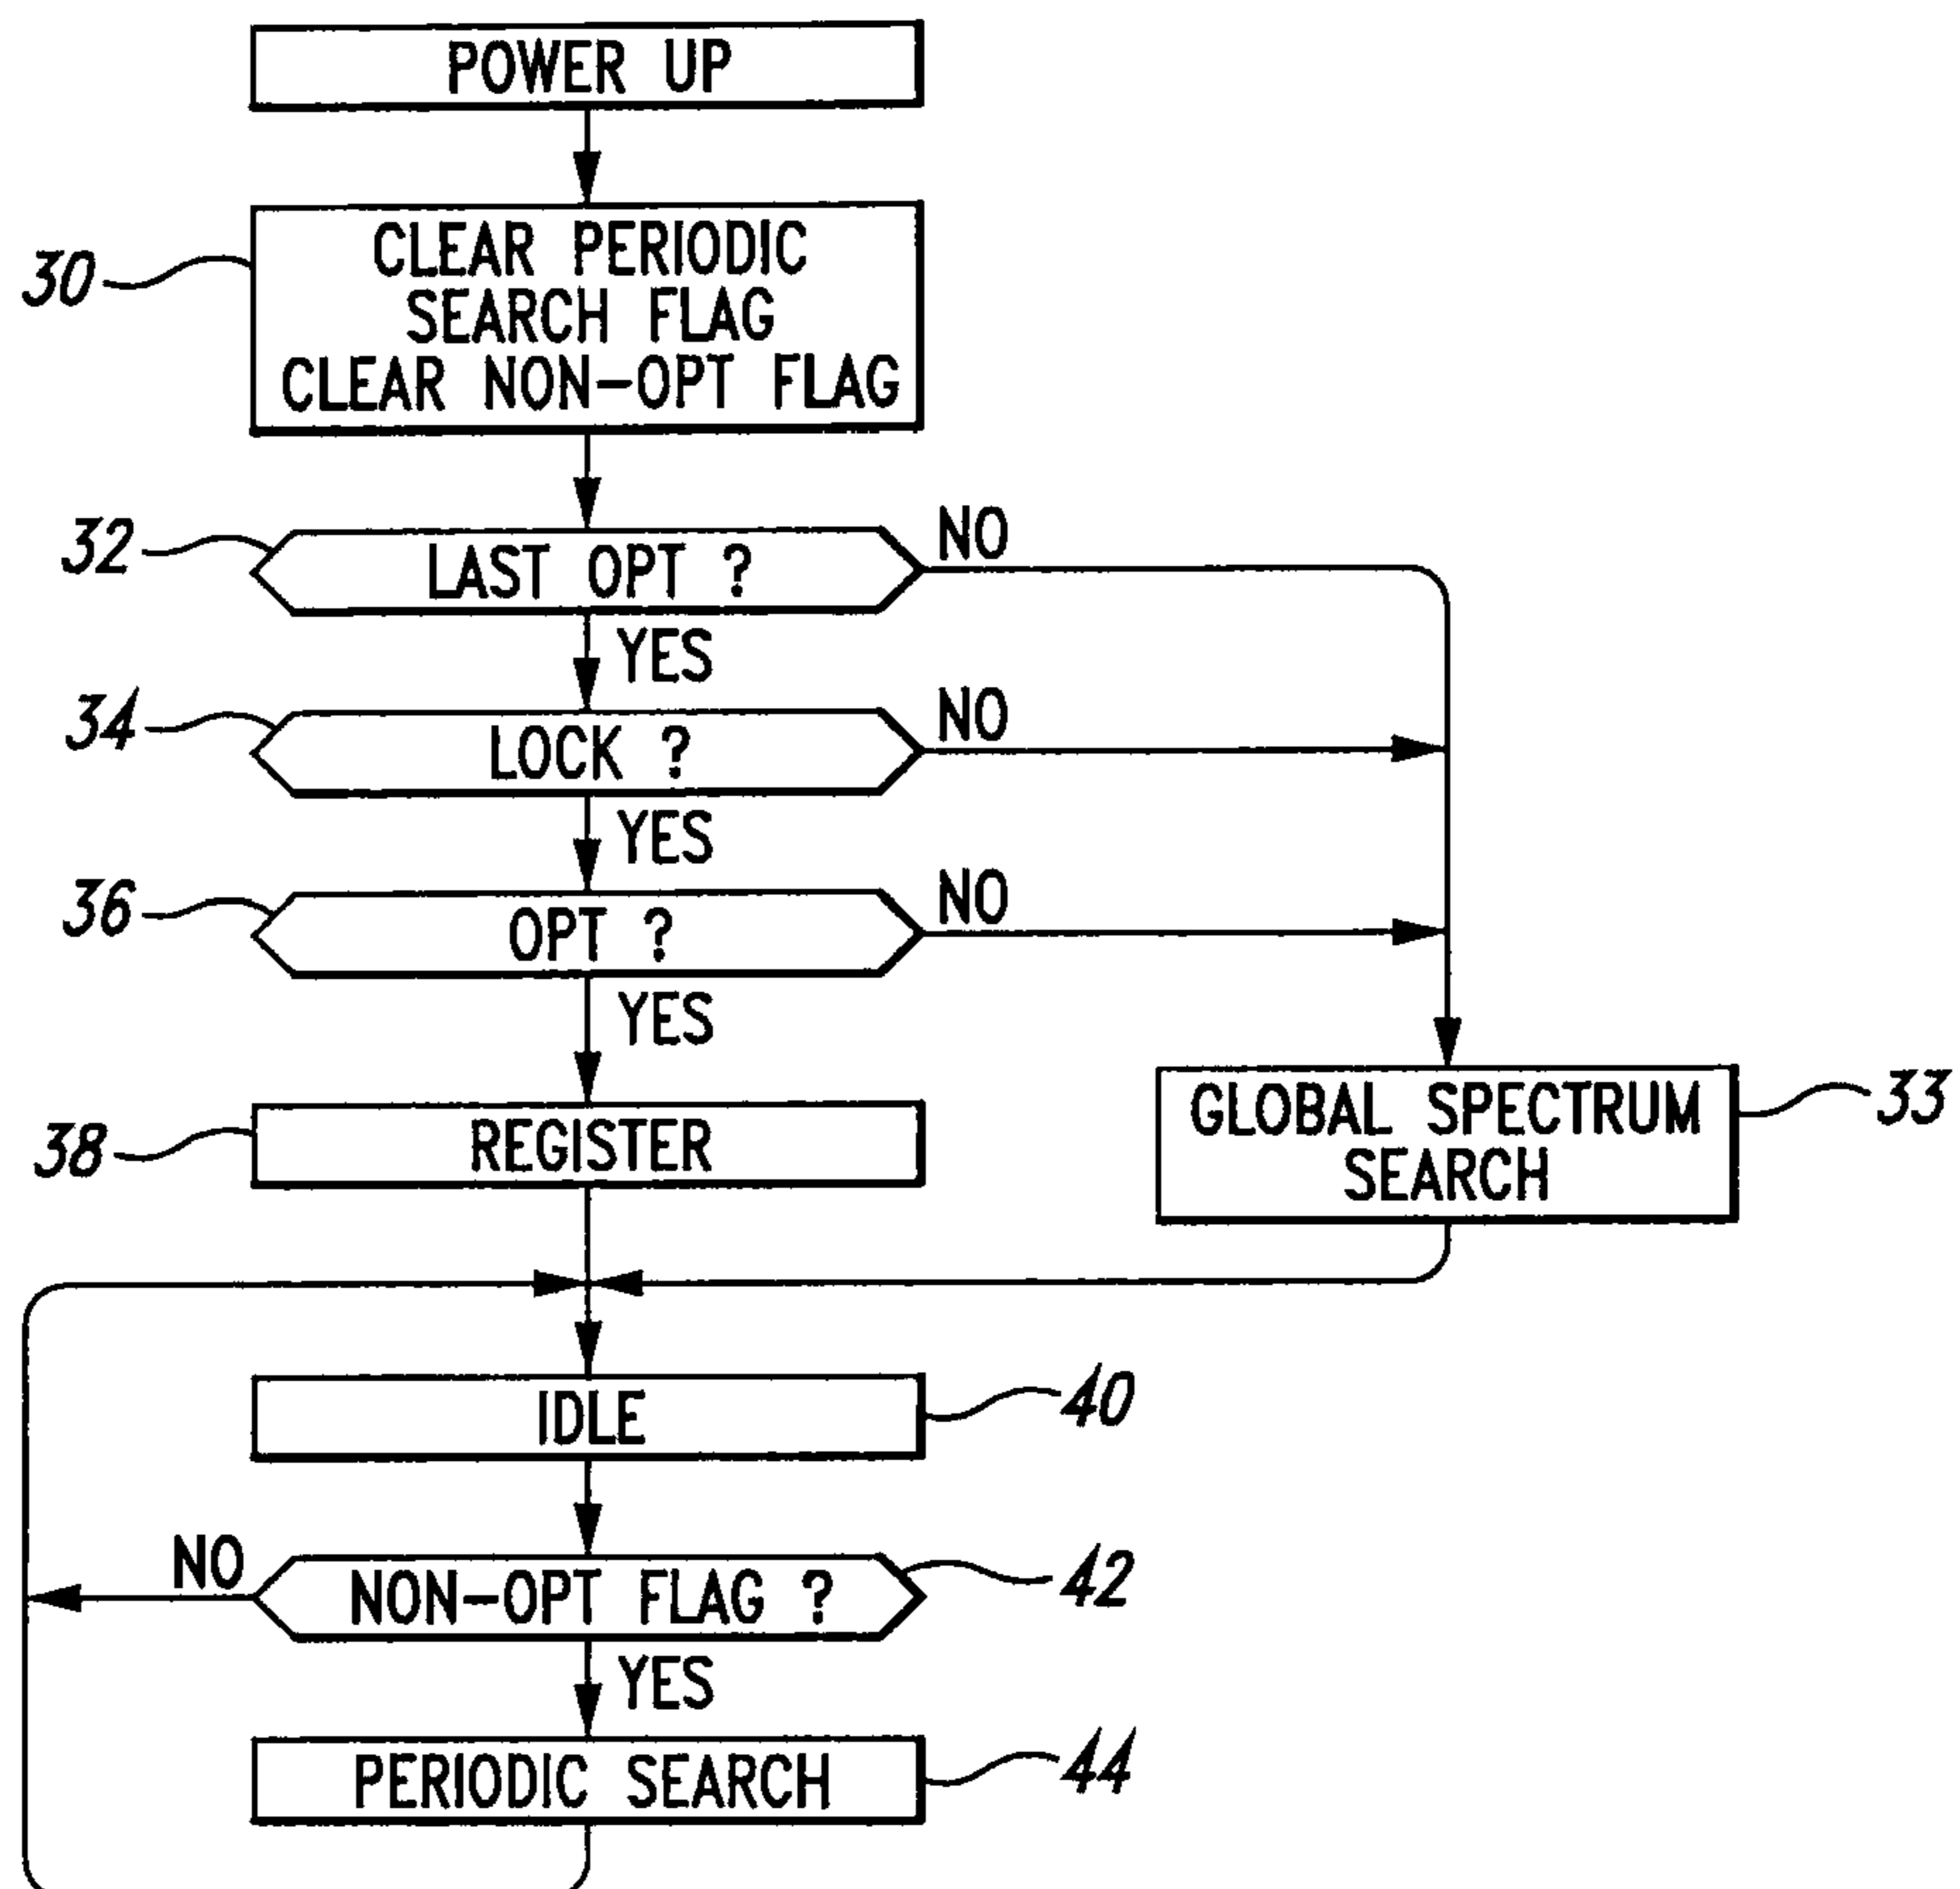 POWER UP
30
CLEAR PERIODIC
SEARCH FLAG
CLEAR NON-OPT FLAG
32
LAST OPT ?
NO
YES
34
LOCK ?
NO
YES
36
OPT ?
NO
YES
38
REGISTER
GLOBAL SPECTRUM
SEARCH
33
IDLE
40
NO
NON-OPT FLAG ?
42
YES
PERIODIC SEARCH
44